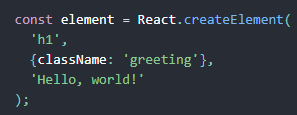 const element = React.createElement(
  'h1',
  {className: 'greeting'},
  'Hello, world!'
);